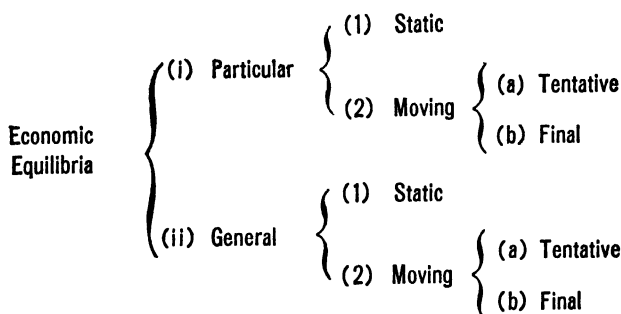 (1) Static
(i) Particular
(2) Moving
(a) Tentative
(b) Final
Economic
Equilibria
(1) Static
(ii) General
(2) Moving
(a) Tentative
(b) Final